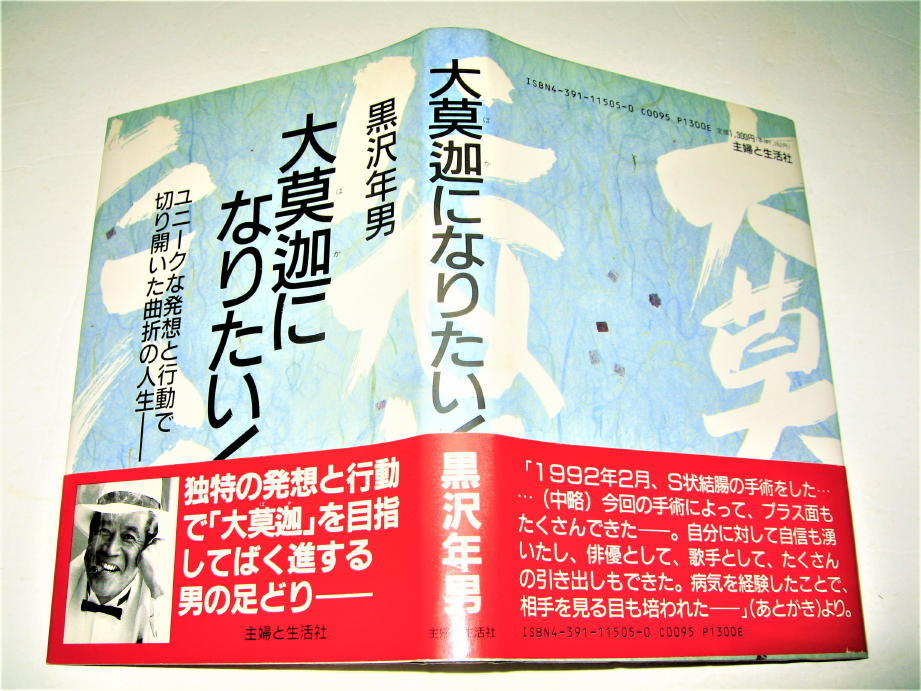 黒沢年男
大莫迦に
ばか
なりたい！
ユニークな発想と行動で
切り開いた曲折の人生──
独特の発想と行動
で「大莫迦」を目指
してばく進する
男の足どり──
主婦と生活社
大莫迦になりたい！
ばか
黒沢年男
主婦と生活社
ISBN4-391-11505-0 C0095 P1300E
主婦と生活社
大莫
「1992年2月、S状結腸の手術をした…
…（中略）今回の手術によって、プラス面も
たくさんできた──。自分に対して自信も湧
いたし、俳優として、歌手として、たくさん
の引き出しもできた。病気を経験したことで、
相手を見る目も培われた──」（あとがき）より。
ISBN4-391-11505-0 C0095 P1300E